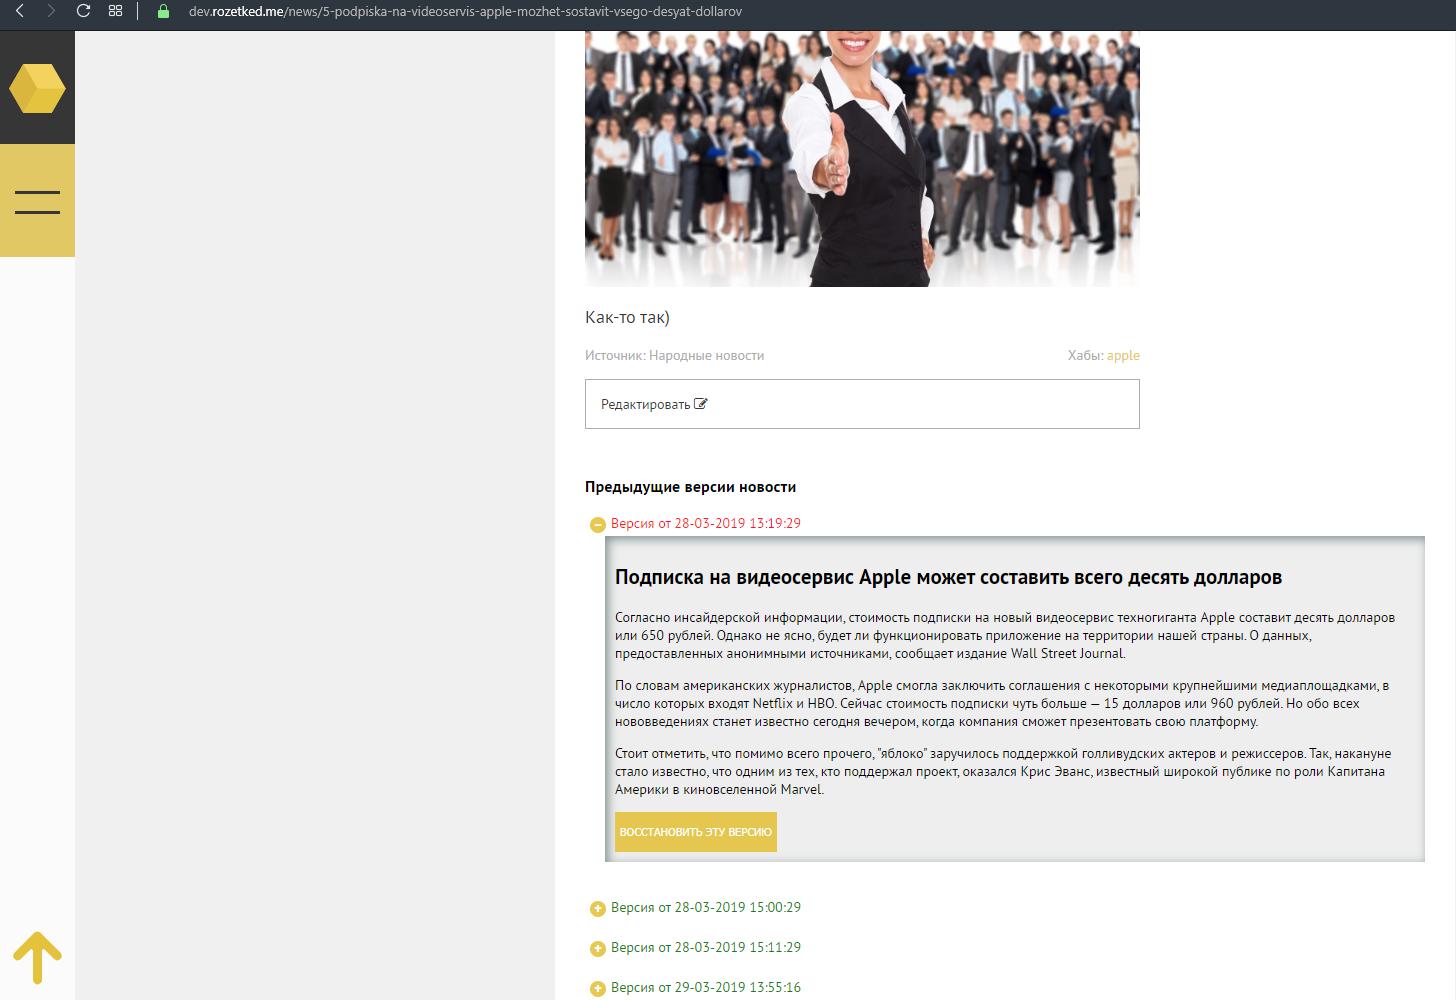 dev.rozetked.me/news/5-podpiska-na-videoservis-apple-mozhet-sostavit-vsego-desyat-dollarov
Как-то так)
Источник: Народные новости
Хабы: apple
Редактировать
Предыдущие версии новости
Версия от 28-03-2019 13:19:29
Подписка на видеосервис Apple может составить всего десять долларов
Согласно инсайдерской информации, стоимость подписки на новый видеосервис техногиганта Apple составит десять долларов
или 650 рублей. Однако не ясно, будет ли функционировать приложение на территории нашей страны. О данных,
предоставленных анонимными источниками, сообщает издание Wall Street Journal.
По словам американских журналистов, Apple смогла заключить соглашения с некоторыми крупнейшими медиаплощадками, в
число которых входят Netflix и HBO. Сейчас стоимость подписки чуть больше — 15 долларов или 960 рублей. Но обо всех
нововведениях станет известно сегодня вечером, когда компания сможет презентовать свою платформу.
Стоит отметить, что помимо всего прочего, "яблоко" заручилось поддержкой голливудских актеров и режиссеров. Так, накануне
стало известно, что одним из тех, кто поддержал проект, оказался Крис Эванс, известный широкой публике по роли Капитана
Америки в киновселенной Marvel.
ВОССТАНОВИТЬ ЭТУ ВЕРСИЮ
Версия от 28-03-2019 15:00:29
Версия от 28-03-2019 15:11:29
Версия от 29-03-2019 13:55:16